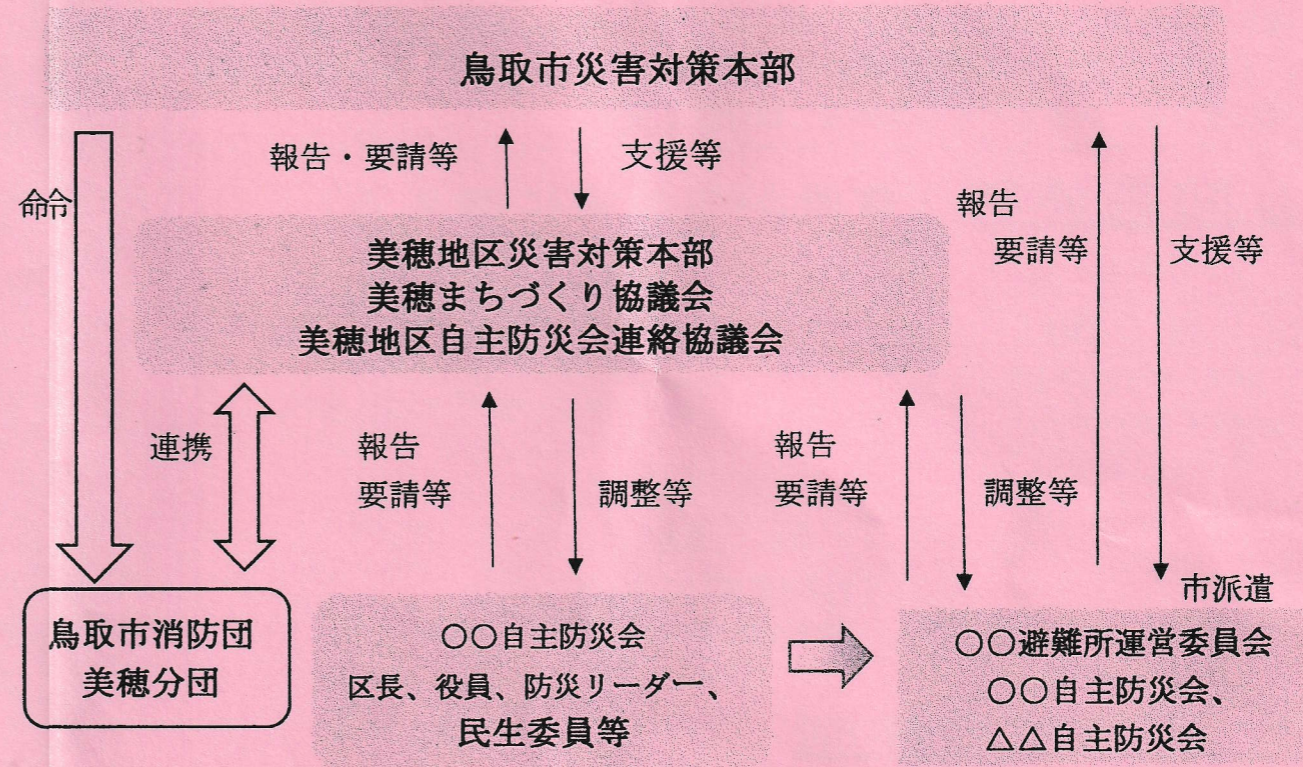 鳥取市災害対策本部
命令
報告・要請等
支援等
報告
要請等
支援等
美穂地区災害対策本部
美穂まちづくり協議会
美穂地区自主防災会連絡協議会
連携
報告
要請等
調整等
報告
要請等
調整等
市派遣
鳥取市消防団
美穂分団
〇〇自主防災会
区長、役員、防災リーダー、
民生委員等
〇〇避難所運営委員会
〇〇自主防災会、
△△自主防災会